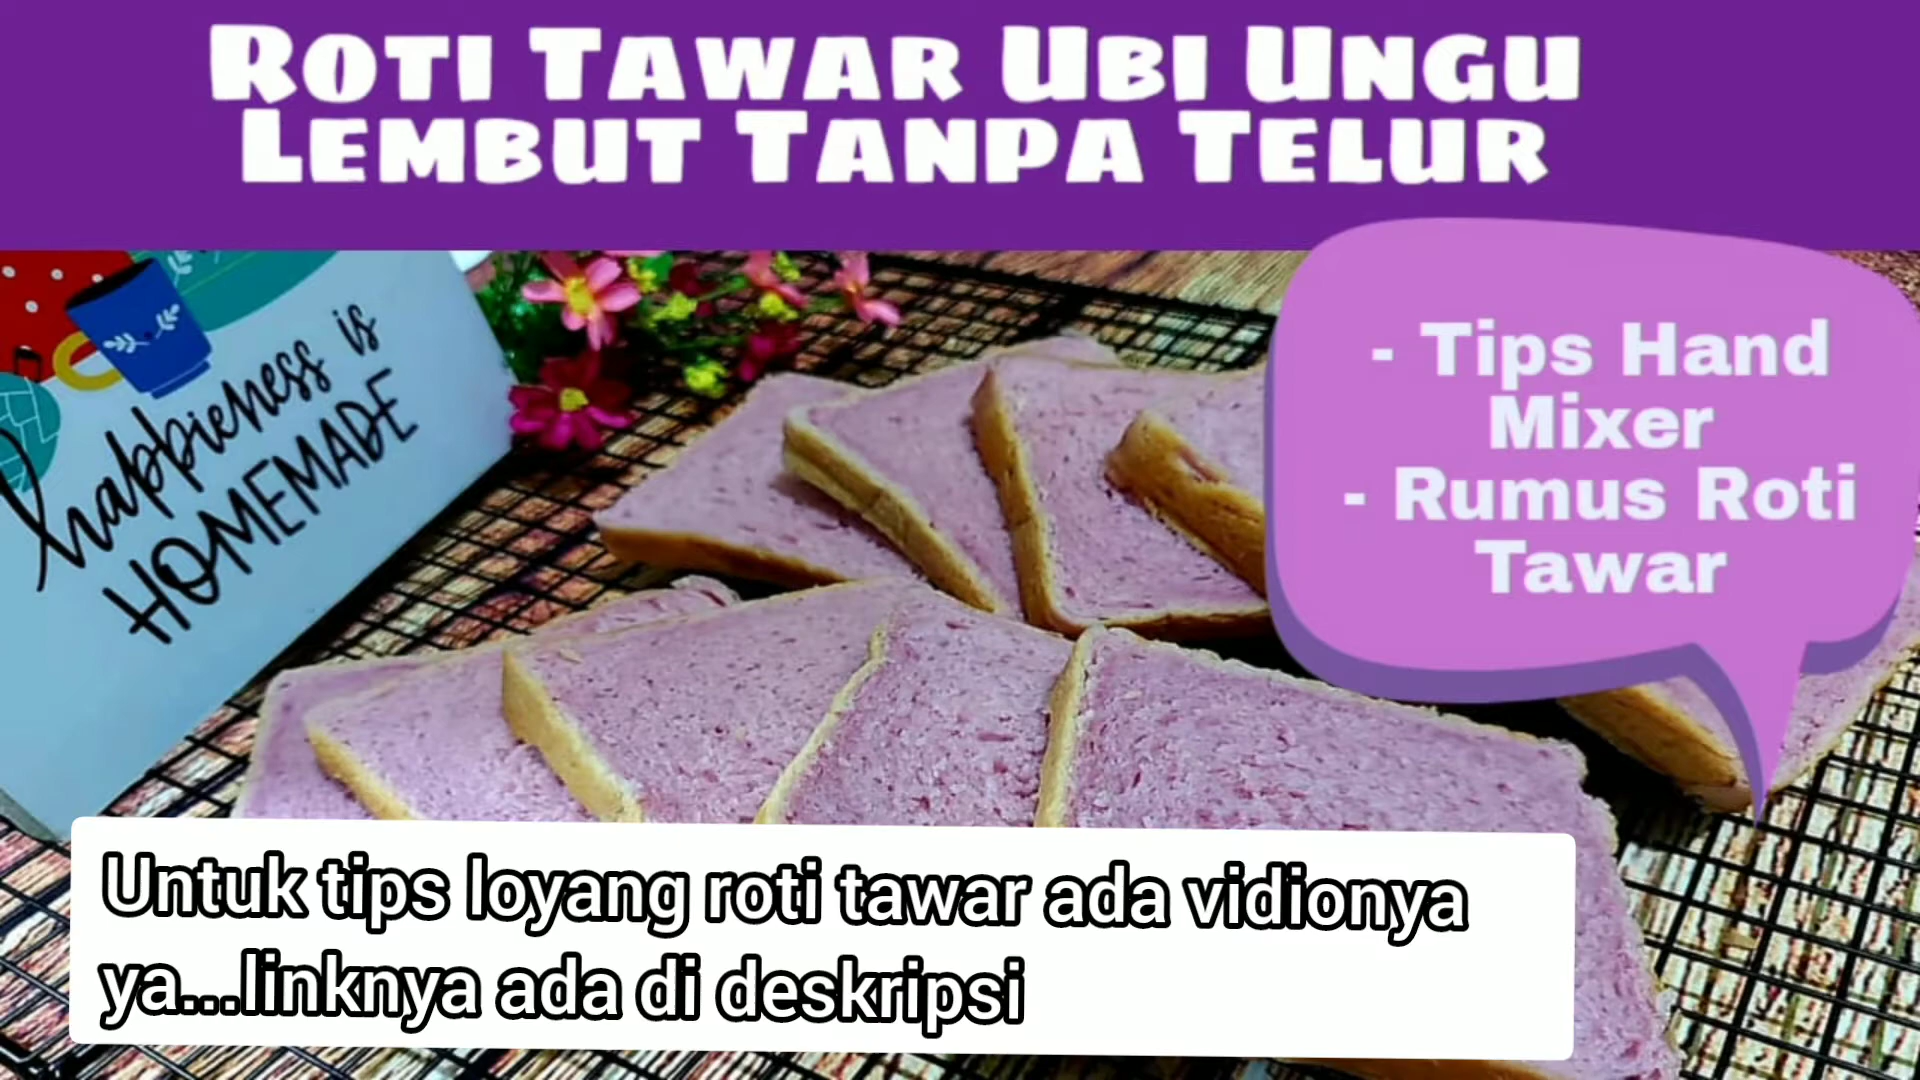 ROTI TAWAR UBI UNGU
LEMBUT TANPA TELUR
happieness is
HOMEMADE
- Tips Hand
Mixer
- Rumus Roti
Tawar
Untuk tips loyang roti tawar ada vidionya
ya...linknya ada di deskripsi